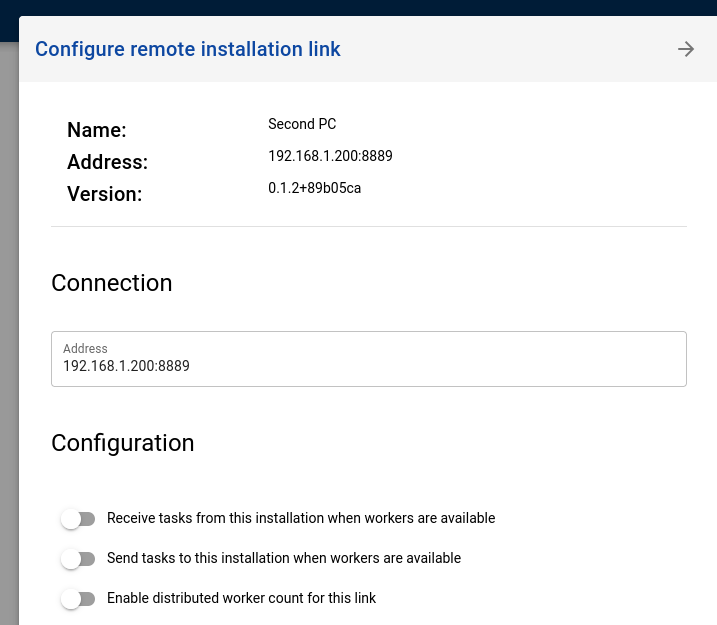 Configure remote installation link
Name: Second PC
Address: 192.168.1.200:8889
Version: 0.1.2+89b05ca
Connection
Address
192.168.1.200:8889
Configuration
Receive tasks from this installation when workers are available
Send tasks to this installation when workers are available
Enable distributed worker count for this link